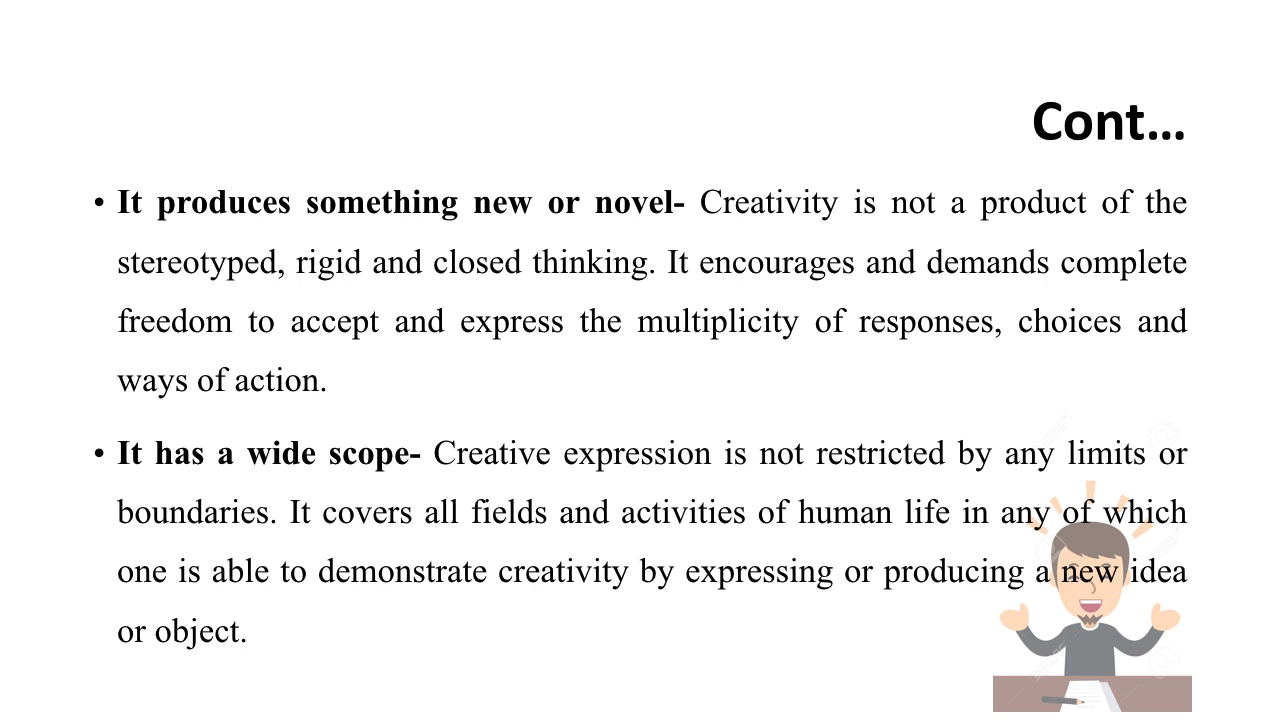 Cont…
• It produces something new or novel- Creativity is not a product of the
stereotyped, rigid and closed thinking. It encourages and demands complete
freedom to accept and express the multiplicity of responses, choices and
ways of action.
• It has a wide scope- Creative expression is not restricted by any limits or
boundaries. It covers all fields and activities of human life in any of which
one is able to demonstrate creativity by expressing or producing a new idea
or object.